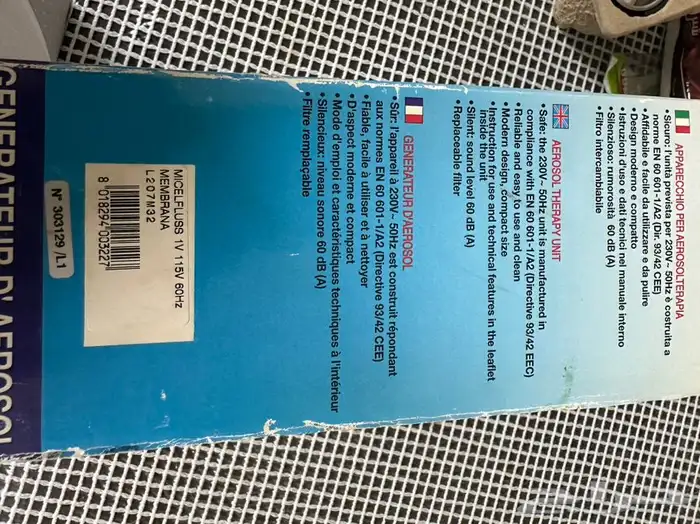 APPARECCHIO PER AEROSOLTERAPIA
• Sicuro: l'unità prevista per 230V~ 50Hz è costruita a
norme EN 60 601-1/A2 (Dir. 93/42 CEE)
• Affidabile e facile da utilizzare e da pulire
• Design moderno e compatto
• Istruzioni d'uso e dati tecnici nel manuale interno
• Silenzioso: rumorosità 60 dB (A)
• Filtro intercambiabile
AEROSOL THERAPY UNIT
• Safe: the 230V~ 50Hz unit is manufactured in
compliance with EN 60 601-1/A2 (Directive 93/42 EEC)
• Reliable and easy to use and clean
• Modern design, compact size
• Instruction for use and technical features in the leaflet
inside the unit
• Silent: sound level 60 dB (A)
• Replaceable filter
GENERATEUR D'AEROSOL
• Sûr: l'appareil à 230V~ 50Hz est construit répondant
aux normes EN 60 601-1/A2 (Directive 93/42 CEE)
• Fiable, facile à utiliser et à nettoyer
• D'aspect moderne et compact
• Mode d'emploi et caractéristiques techniques à l'intérieur
• Silencieux: niveau sonore 60 dB (A)
• Filtre remplaçable
MICELFLUSS 1V 115V 60Hz
MEMBRANA
L207M32
8 018294 103227
N° 303129 /L1
GENERATEUR D'AEROSOL